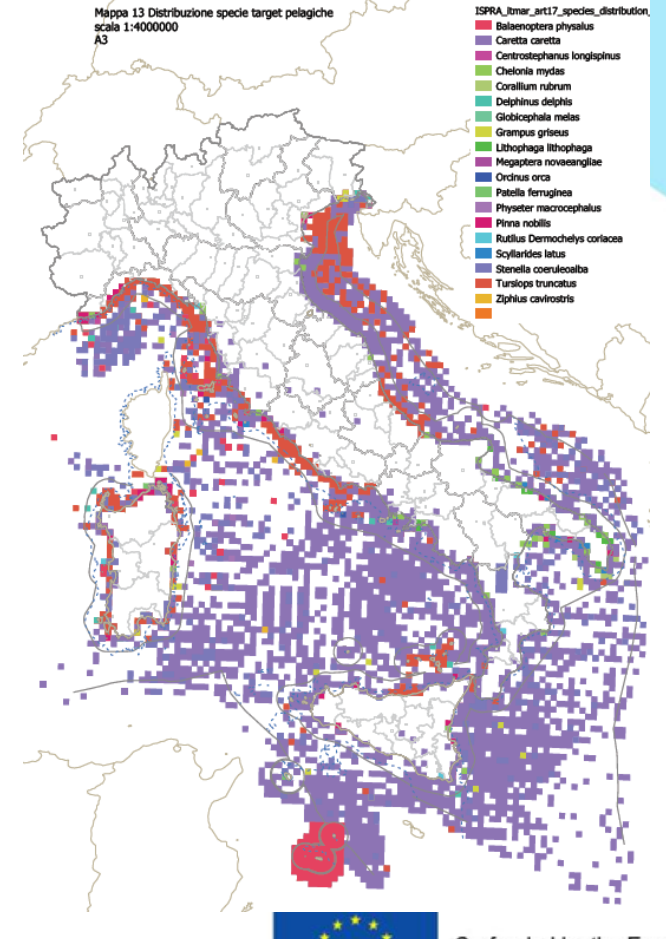 Mappa 13 Distribuzione specie target pelagiche
scala 1:4000000
A3
ISPRA_itmar_art17_species_distribution_
Balaenoptera physalus
Caretta caretta
Centrostephanus longispinus
Chelonia mydas
Corallium rubrum
Delphinus delphis
Globicephala melas
Grampus griseus
Lithophaga lithophaga
Megaptera novaeangliae
Orcinus orca
Patella ferruginea
Physeter macrocephalus
Pinna nobilis
Rutilus Dermochelys coriacea
Scyllarides latus
Stenella coeruleoalba
Tursiops truncatus
Ziphius cavirostris